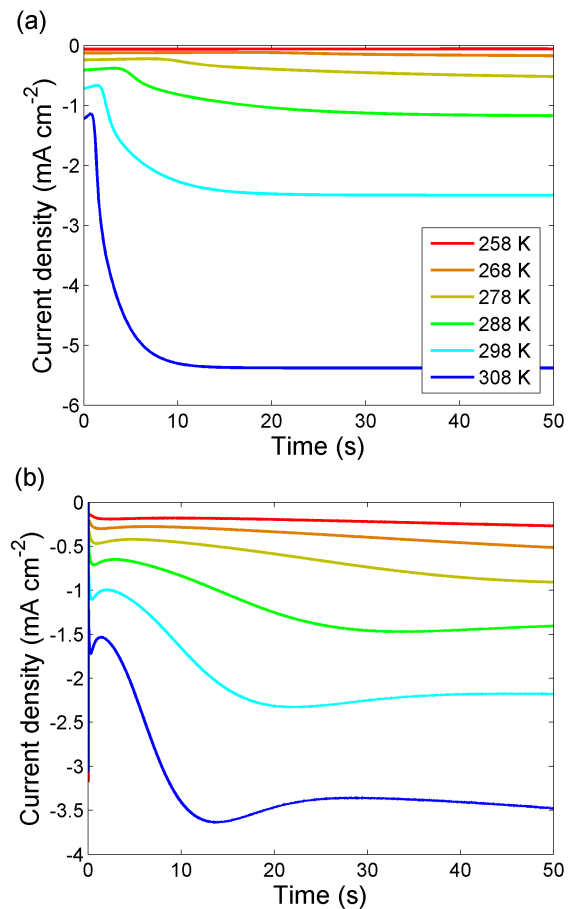 (a)
0
-1
-2
-3
-4
-5
-6
Current density (mA cm-2)
258 K
268 K
278 K
288 K
298 K
308 K
0 10 20 30 40 50
Time (s)
(b)
0
-0.5
-1
-1.5
-2
-2.5
-3
-3.5
-4
Current density (mA cm-2)
0 10 20 30 40 50
Time (s)